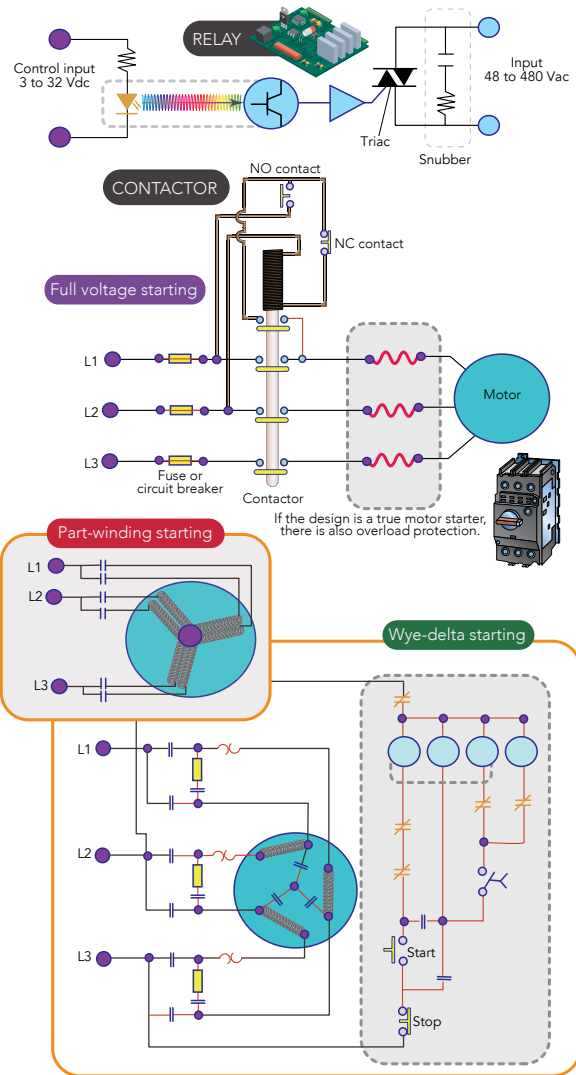 RELAY
Control input
3 to 32 Vdc
Input
48 to 480 Vac
Triac
Snubber
NO contact
CONTACTOR
NC contact
Full voltage starting
L1
L2
Motor
L3
Fuse or
circuit breaker
Contactor
If the design is a true motor starter,
there is also overload protection.
Part-winding starting
L1
L2
L3
Wye-delta starting
L1
L2
L3
Start
Stop